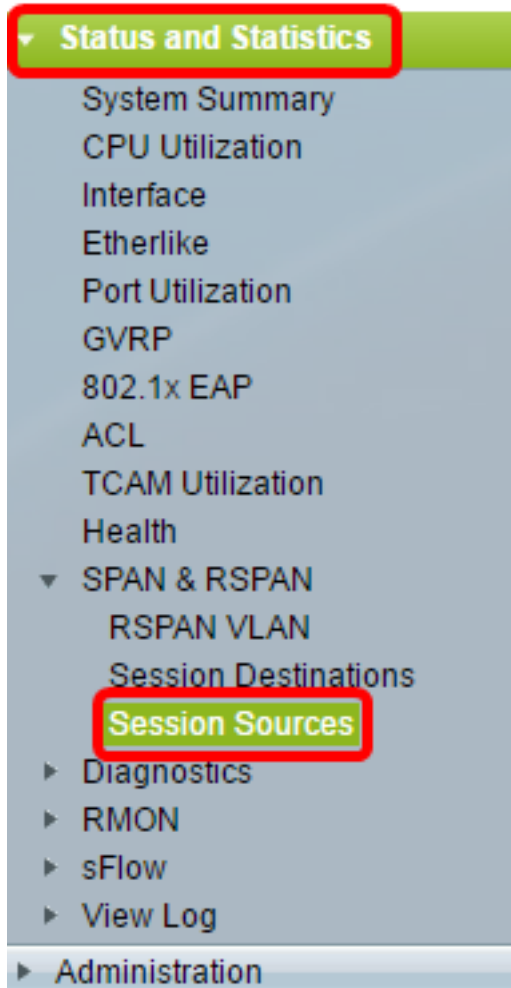 Status and Statistics
System Summary
CPU Utilization
Interface
Etherlike
Port Utilization
GVRP
802.1x EAP
ACL
TCAM Utilization
Health
SPAN & RSPAN
RSPAN VLAN
Session Destinations
Session Sources
Diagnostics
RMON
sFlow
View Log
Administration